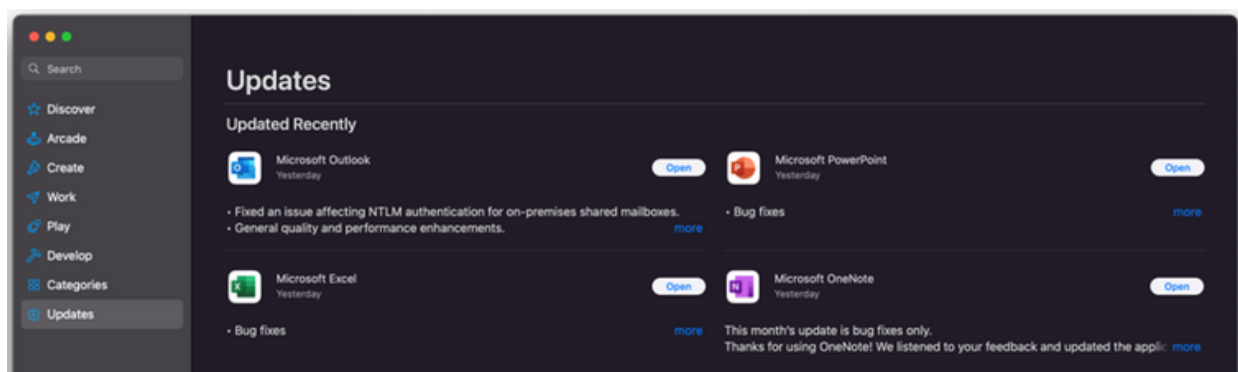 Search
Discover
Arcade
Create
Work
Play
Develop
Categories
Updates
Updates
Updated Recently
Microsoft Outlook
Yesterday
Open
• Fixed an issue affecting NTLM authentication for on-premises shared mailboxes.
• General quality and performance enhancements.
more
Microsoft PowerPoint
Yesterday
Open
• Bug fixes
more
Microsoft Excel
Yesterday
Open
• Bug fixes
more
Microsoft OneNote
Yesterday
Open
This month's update is bug fixes only.
Thanks for using OneNote! We listened to your feedback and updated the applic more